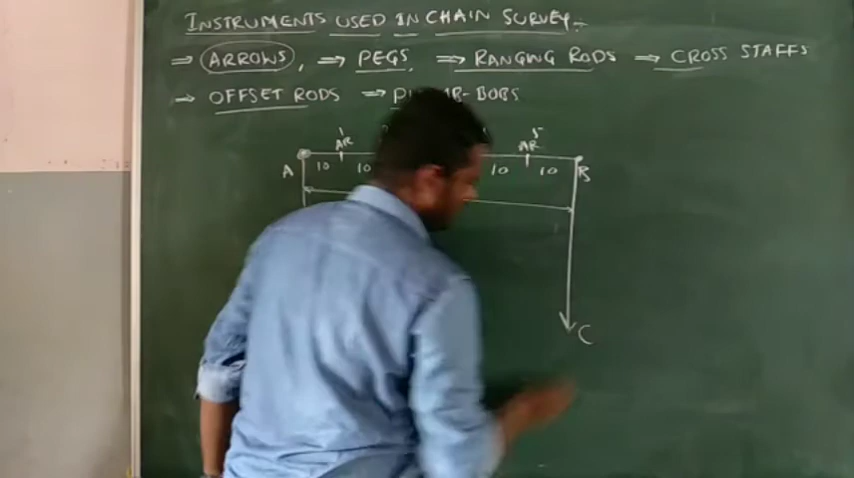 INSTRUMENTS USED IN CHAIN SURVEY:-
⇒ ARROWS, ⇒ PEGS, ⇒ RANGING RODS ⇒ CROSS STAFFS
⇒ OFFSET RODS ⇒ BOBS
1 5
AR AR
A 10 10 10 10 B
C